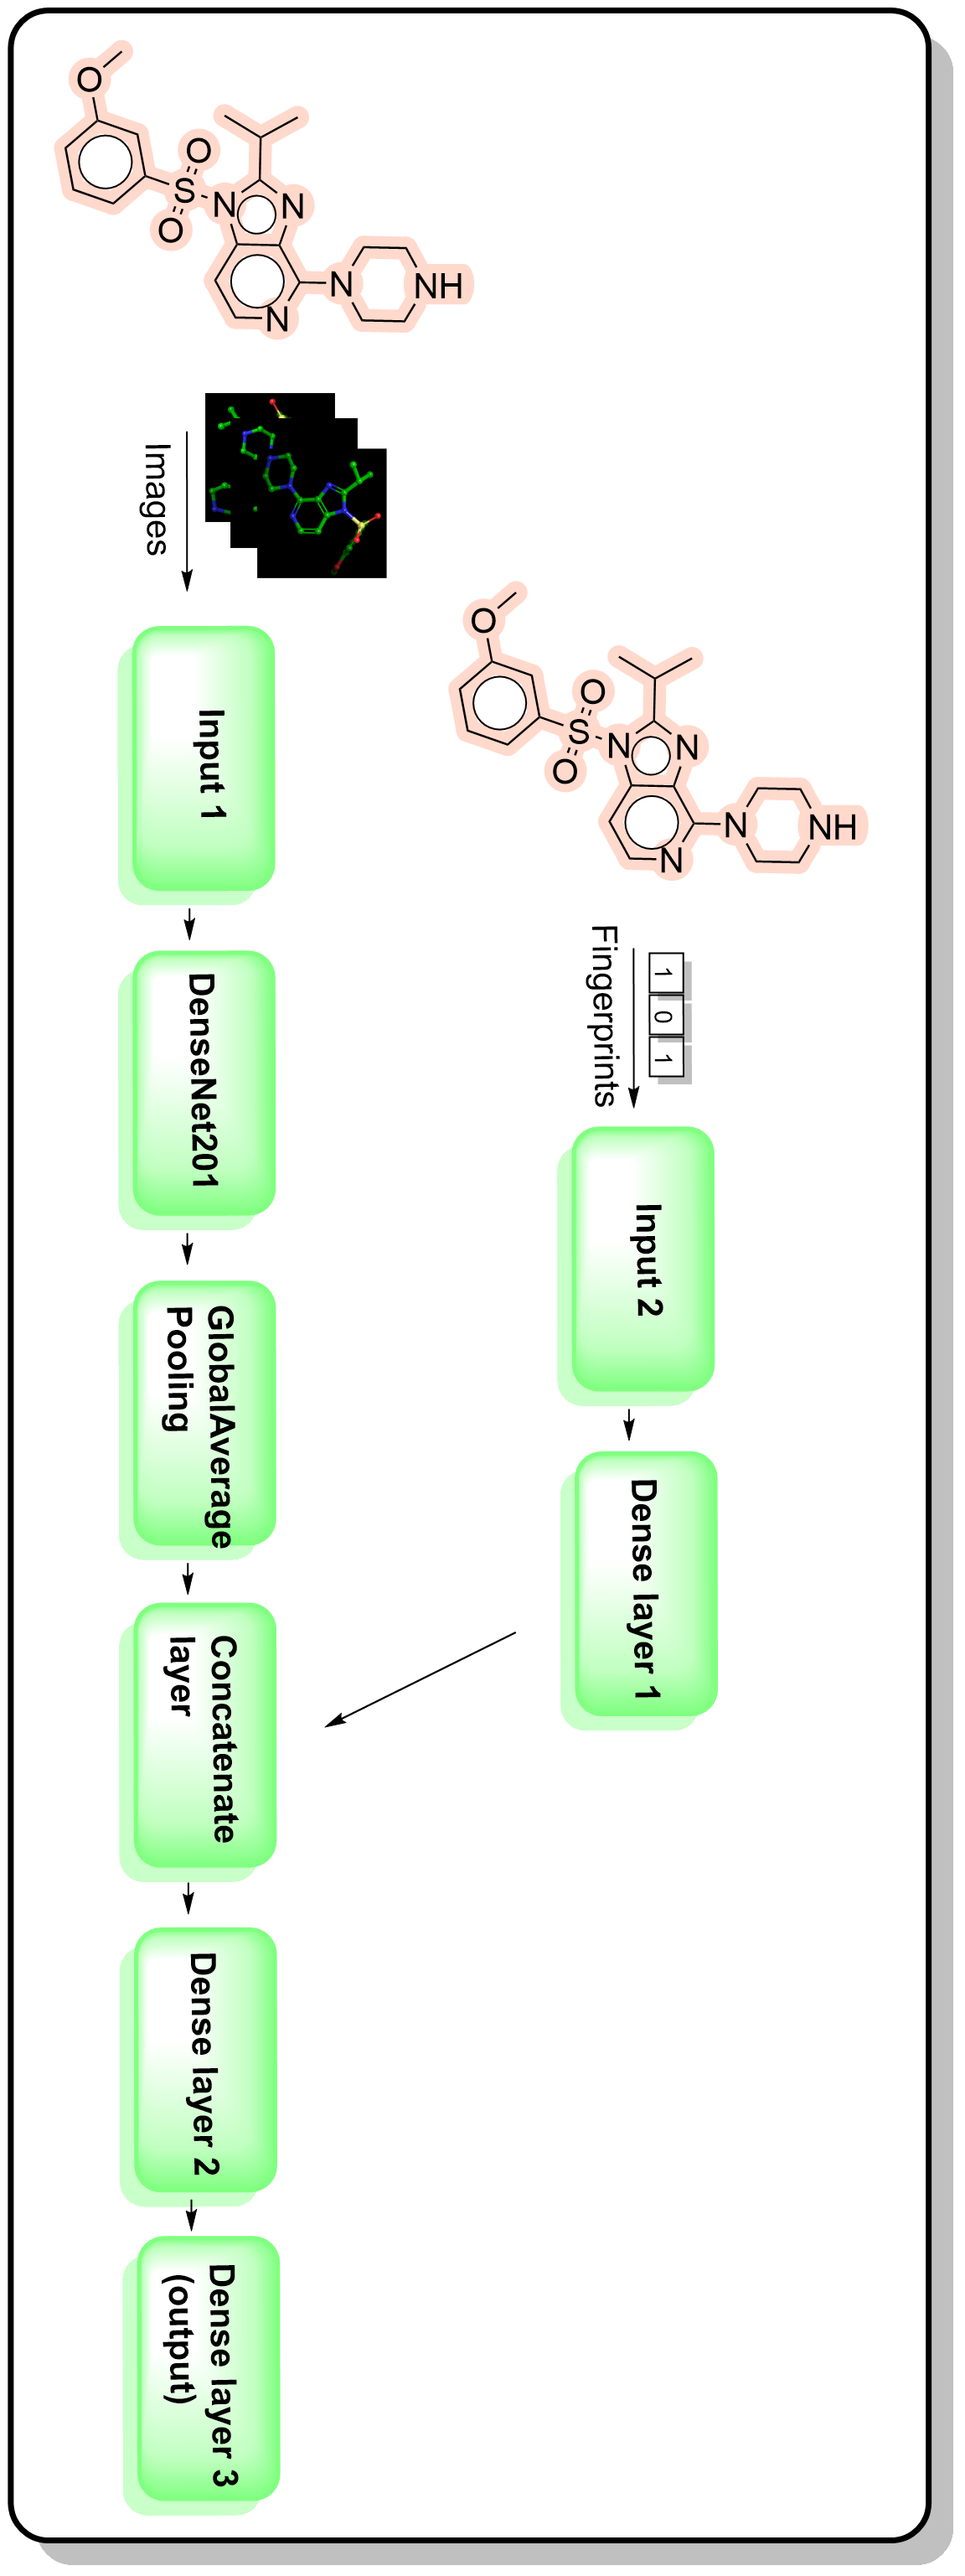 O
O
S
O
N
N
N
N
NH
Images
Input 1
DenseNet201
GlobalAverage
Pooling
Concatenate
layer
Dense layer 2
Dense layer 3
(output)
O
O
S
O
N
N
N
N
NH
1 0 1
Fingerprints
Input 2
Dense layer 1